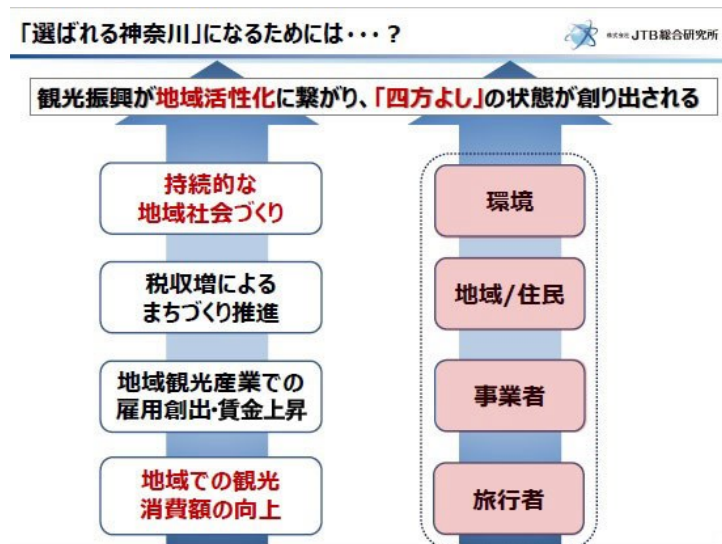 「選ばれる神奈川」になるためには・・・？
株式会社 JTB総合研究所
観光振興が地域活性化に繋がり、「四方よし」の状態が創り出される
持続的な
地域社会づくり
環境
税収増による
まちづくり推進
地域/住民
地域観光産業での
雇用創出・賃金上昇
事業者
地域での観光
消費額の向上
旅行者